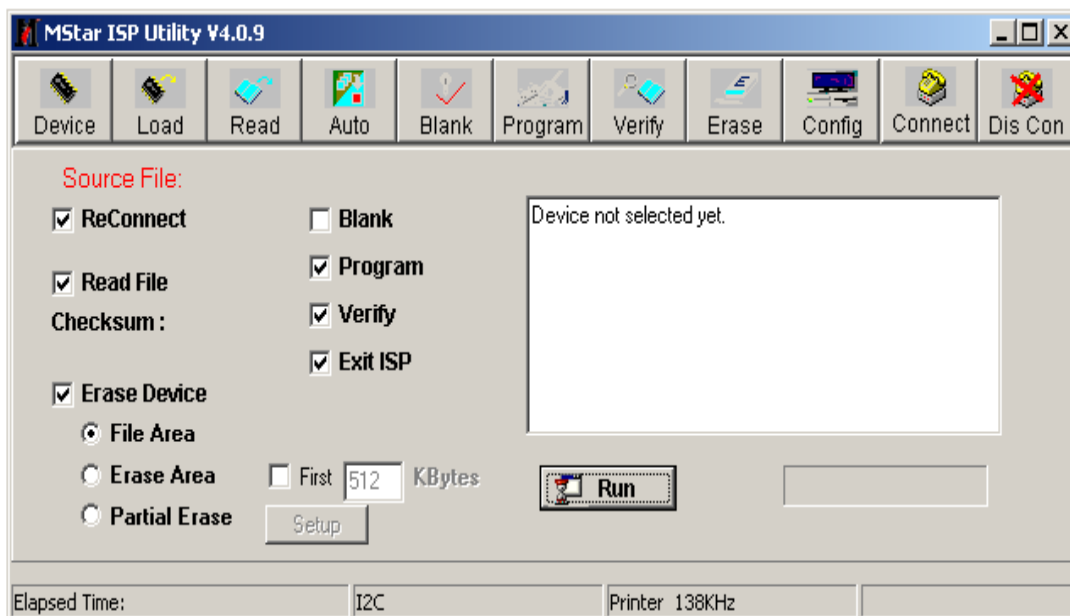 MStar ISP Utility V4.0.9
Device Load Read Auto Blank Program Verify Erase Config Connect Dis Con
Source File:
ReConnect
Read File
Checksum :
Erase Device
File Area
Erase Area
Partial Erase
Blank
Program
Verify
Exit ISP
First 512 KBytes
Setup
Device not selected yet.
Run
Elapsed Time: I2C Printer 138KHz